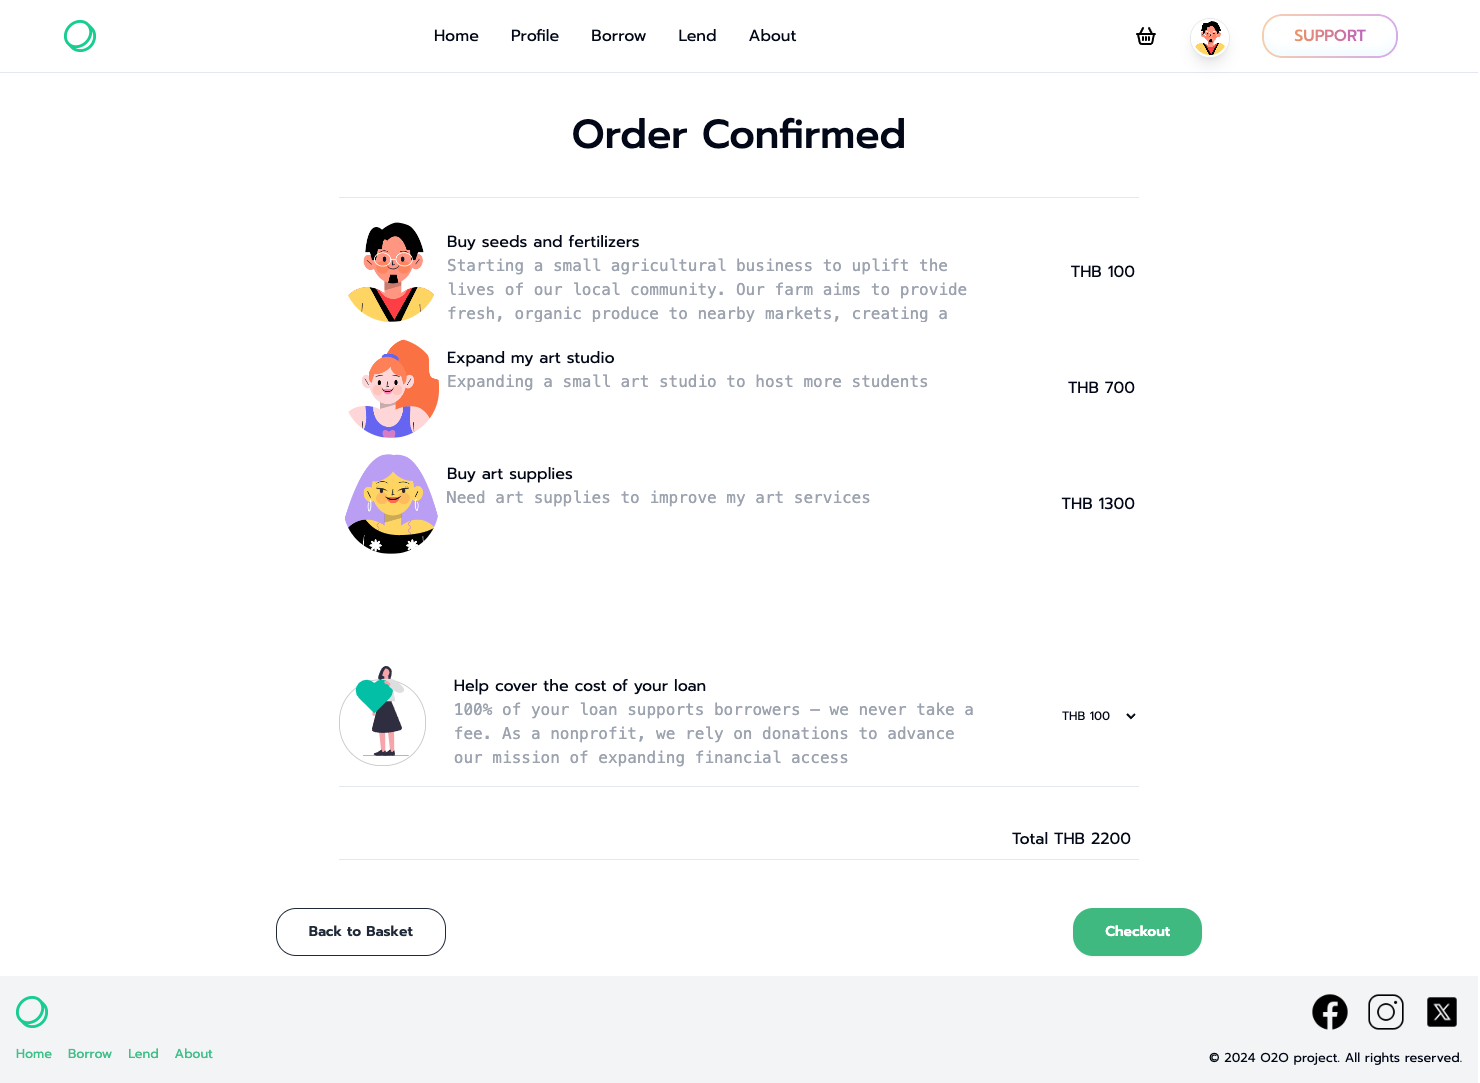 Home Profile Borrow Lend About SUPPORT
Order Confirmed
Buy seeds and fertilizers
Starting a small agricultural business to uplift the
lives of our local community. Our farm aims to provide
fresh, organic produce to nearby markets, creating a
THB 100
Expand my art studio
Expanding a small art studio to host more students
THB 700
Buy art supplies
Need art supplies to improve my art services
THB 1300
Help cover the cost of your loan
100% of your loan supports borrowers — we never take a
fee. As a nonprofit, we rely on donations to advance
our mission of expanding financial access
THB 100
Total THB 2200
Back to Basket
Checkout
Home Borrow Lend About
© 2024 O2O project. All rights reserved.